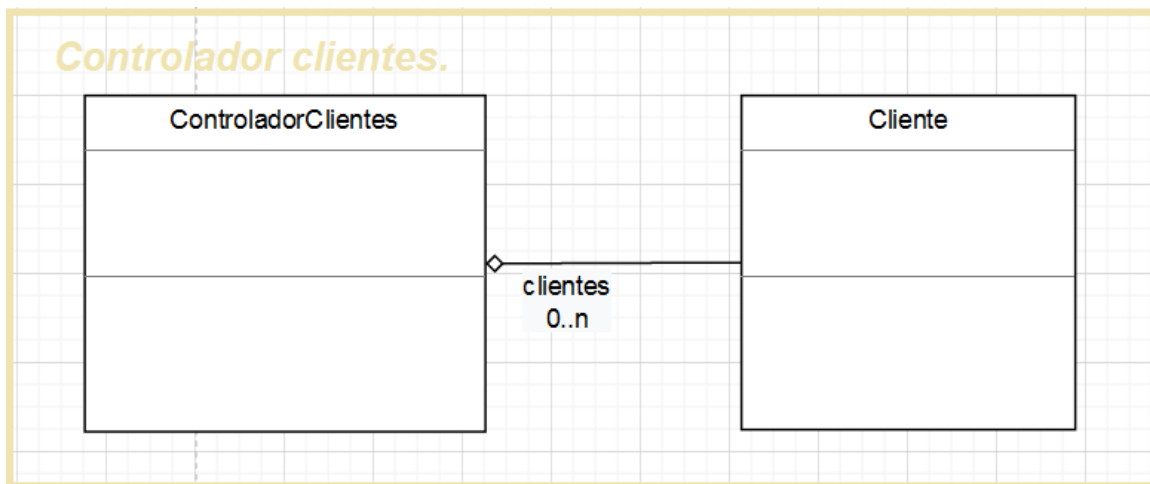 Controlador clientes.
ControladorClientes
Cliente
clientes
0..n